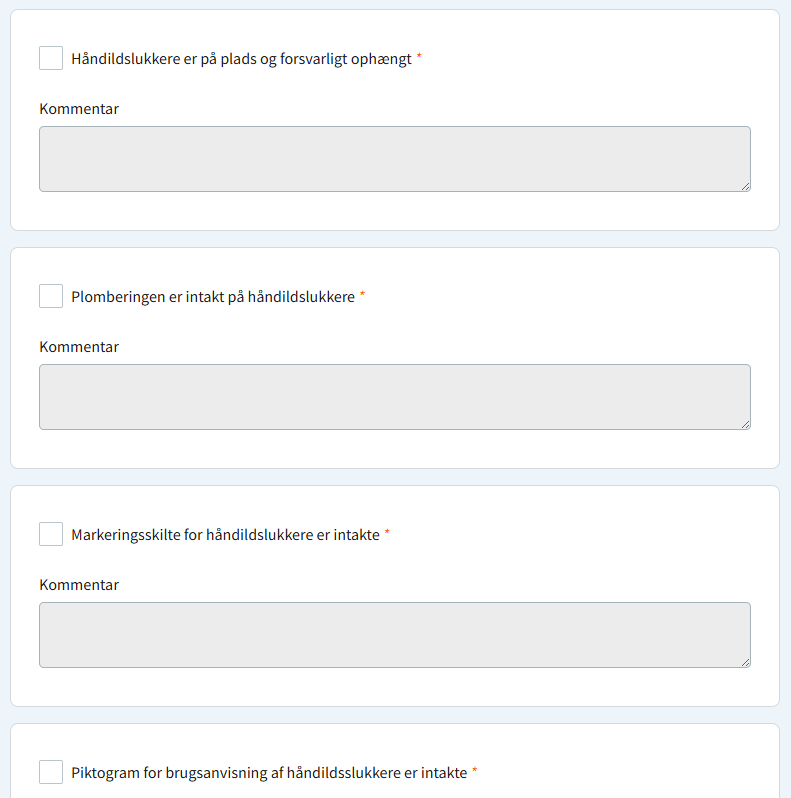 Håndildslukkere er på plads og forsvarligt ophængt *
Kommentar
Plomberingen er intakt på håndildslukkere *
Kommentar
Markeringsskilte for håndildslukkere er intakte *
Kommentar
Piktogram for brugsanvisning af håndildsslukkere er intakte *